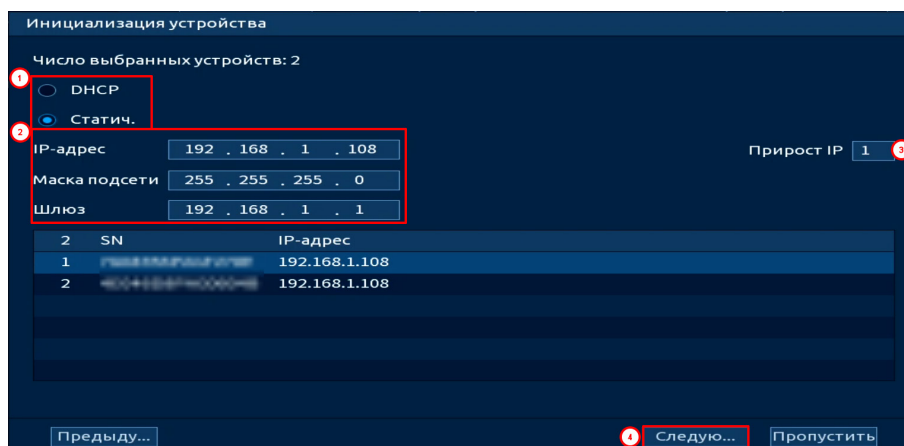 Инициализация устройства
Число выбранных устройств: 2
1
DHCP
Статич.
2
IP-адрес 192 . 168 . 1 . 108 Прирост IP 1 3
Маска подсети 255 . 255 . 255 . 0
Шлюз 192 . 168 . 1 . 1
2 SN IP-адрес
1 192.168.1.108
2 192.168.1.108
Предыду... 4 Следую... Пропустить